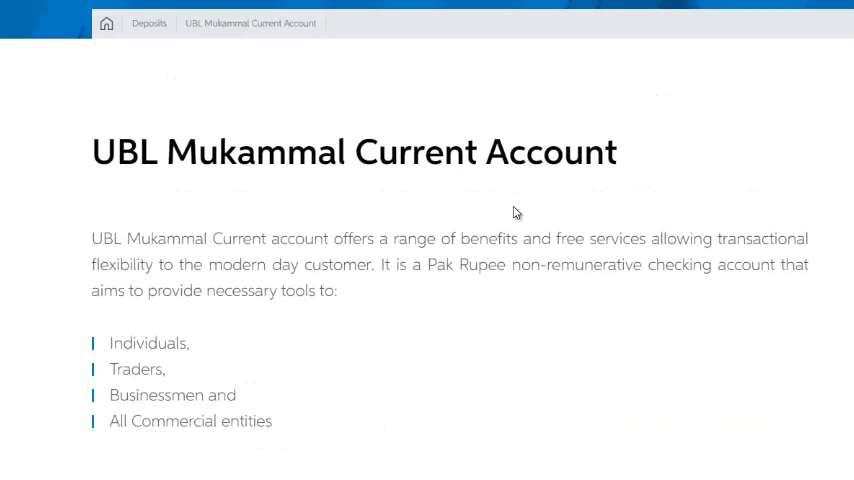 Deposits
UBL Mukammal Current Account
UBL Mukammal Current Account
UBL Mukammal Current account offers a range of benefits and free services allowing transactional
flexibility to the modern day customer. It is a Pak Rupee non-remunerative checking account that
aims to provide necessary tools to:
Individuals,
Traders,
Businessmen and
All Commercial entities